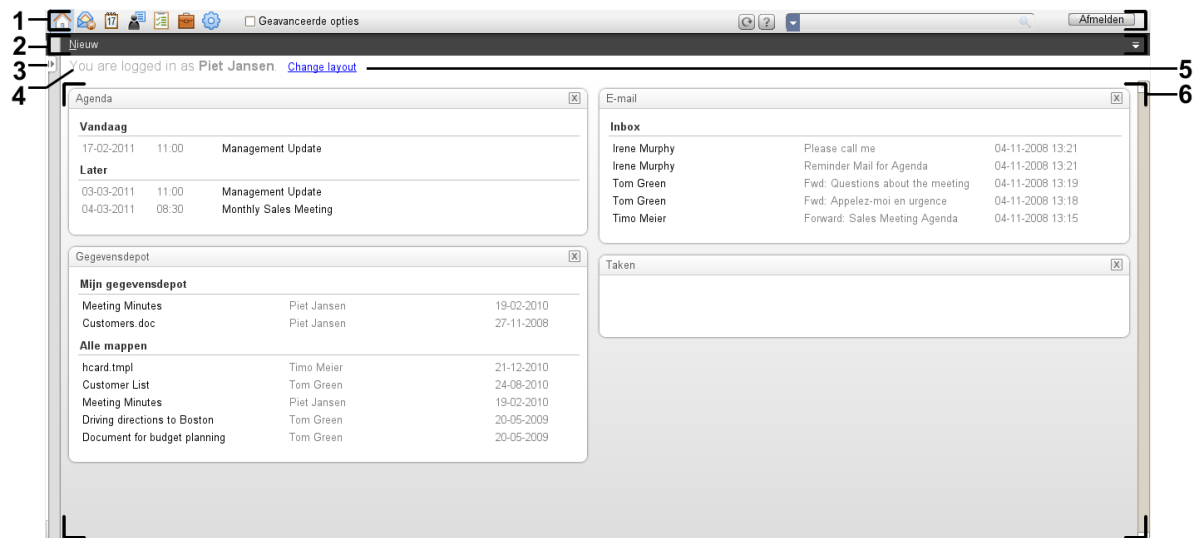 1
17
Geavanceerde opties
?
Afmelden
2
Nieuw
3
4
You are logged in as Piet Jansen. Change layout
5
6
Agenda X
Vandaag
17-02-2011 11:00 Management Update
Later
03-03-2011 11:00 Management Update
04-03-2011 08:30 Monthly Sales Meeting
E-mail X
Inbox
Irene Murphy Please call me 04-11-2008 13:21
Irene Murphy Reminder Mail for Agenda 04-11-2008 13:21
Tom Green Fwd: Questions about the meeting 04-11-2008 13:19
Tom Green Fwd: Appelez-moi en urgence 04-11-2008 13:18
Timo Meier Forward: Sales Meeting Agenda 04-11-2008 13:15
Gegevensdepot X
Mijn gegevensdepot
Meeting Minutes Piet Jansen 19-02-2010
Customers.doc Piet Jansen 27-11-2008
Alle mappen
hcard.tmpl Timo Meier 21-12-2010
Customer List Tom Green 24-08-2010
Meeting Minutes Piet Jansen 19-02-2010
Driving directions to Boston Tom Green 20-05-2009
Document for budget planning Tom Green 20-05-2009
Taken X